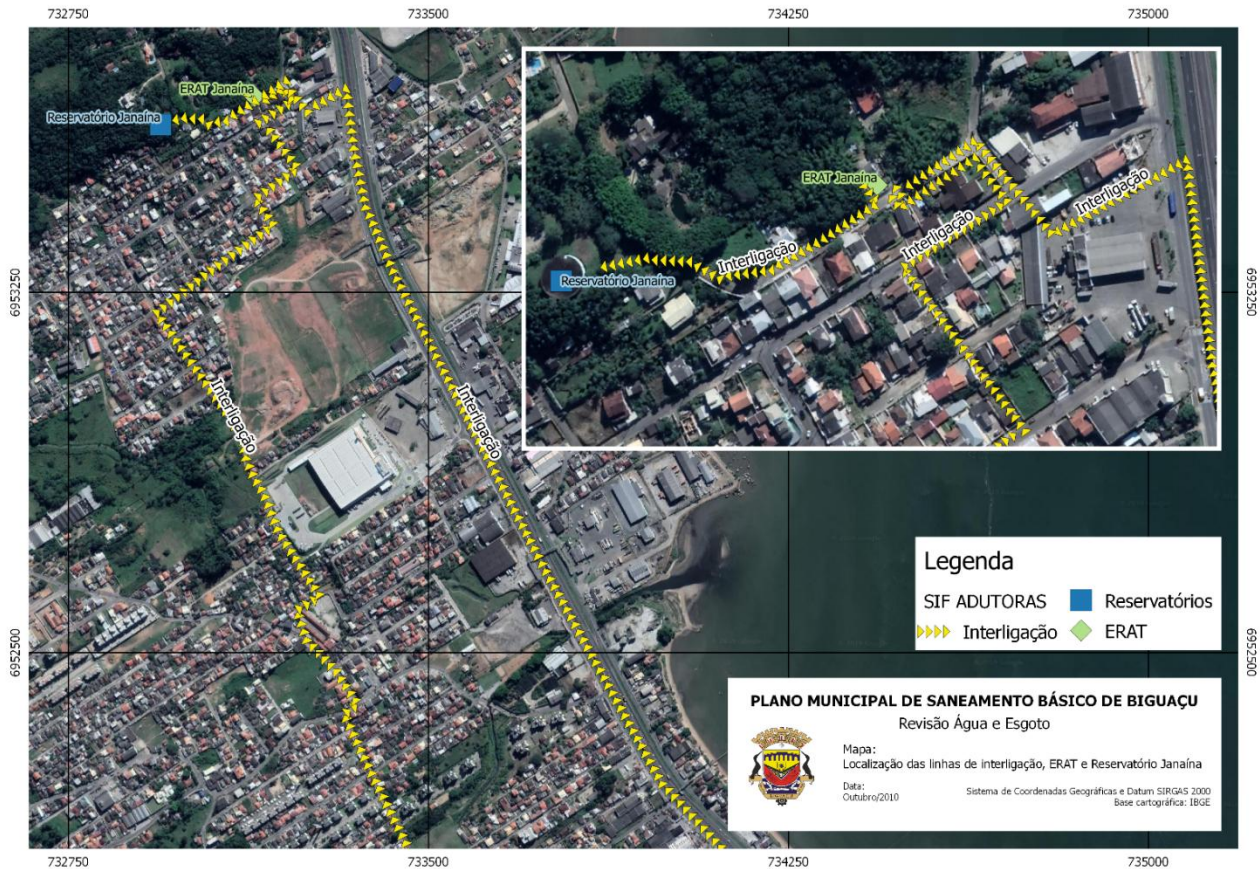 732750
733500
734250
735000
ERAT Janaína
Reservatório Janaína
ERAT Janaína
Interligação
Interligação
Interligação
Reservatório Janaína
6953250
6953250
Interligação
Interligação
Legenda
SIF ADUTORAS
Reservatórios
Interligação
ERAT
6952500
6952500
PLANO MUNICIPAL DE SANEAMENTO BÁSICO DE BIGUAÇU
Revisão Água e Esgoto
Mapa:
Localização das linhas de interligação, ERAT e Reservatório Janaína
Data:
Outubro/2010
Sistema de Coordenadas Geográficas e Datum SIRGAS 2000
Base cartográfica: IBGE
732750
733500
734250
735000